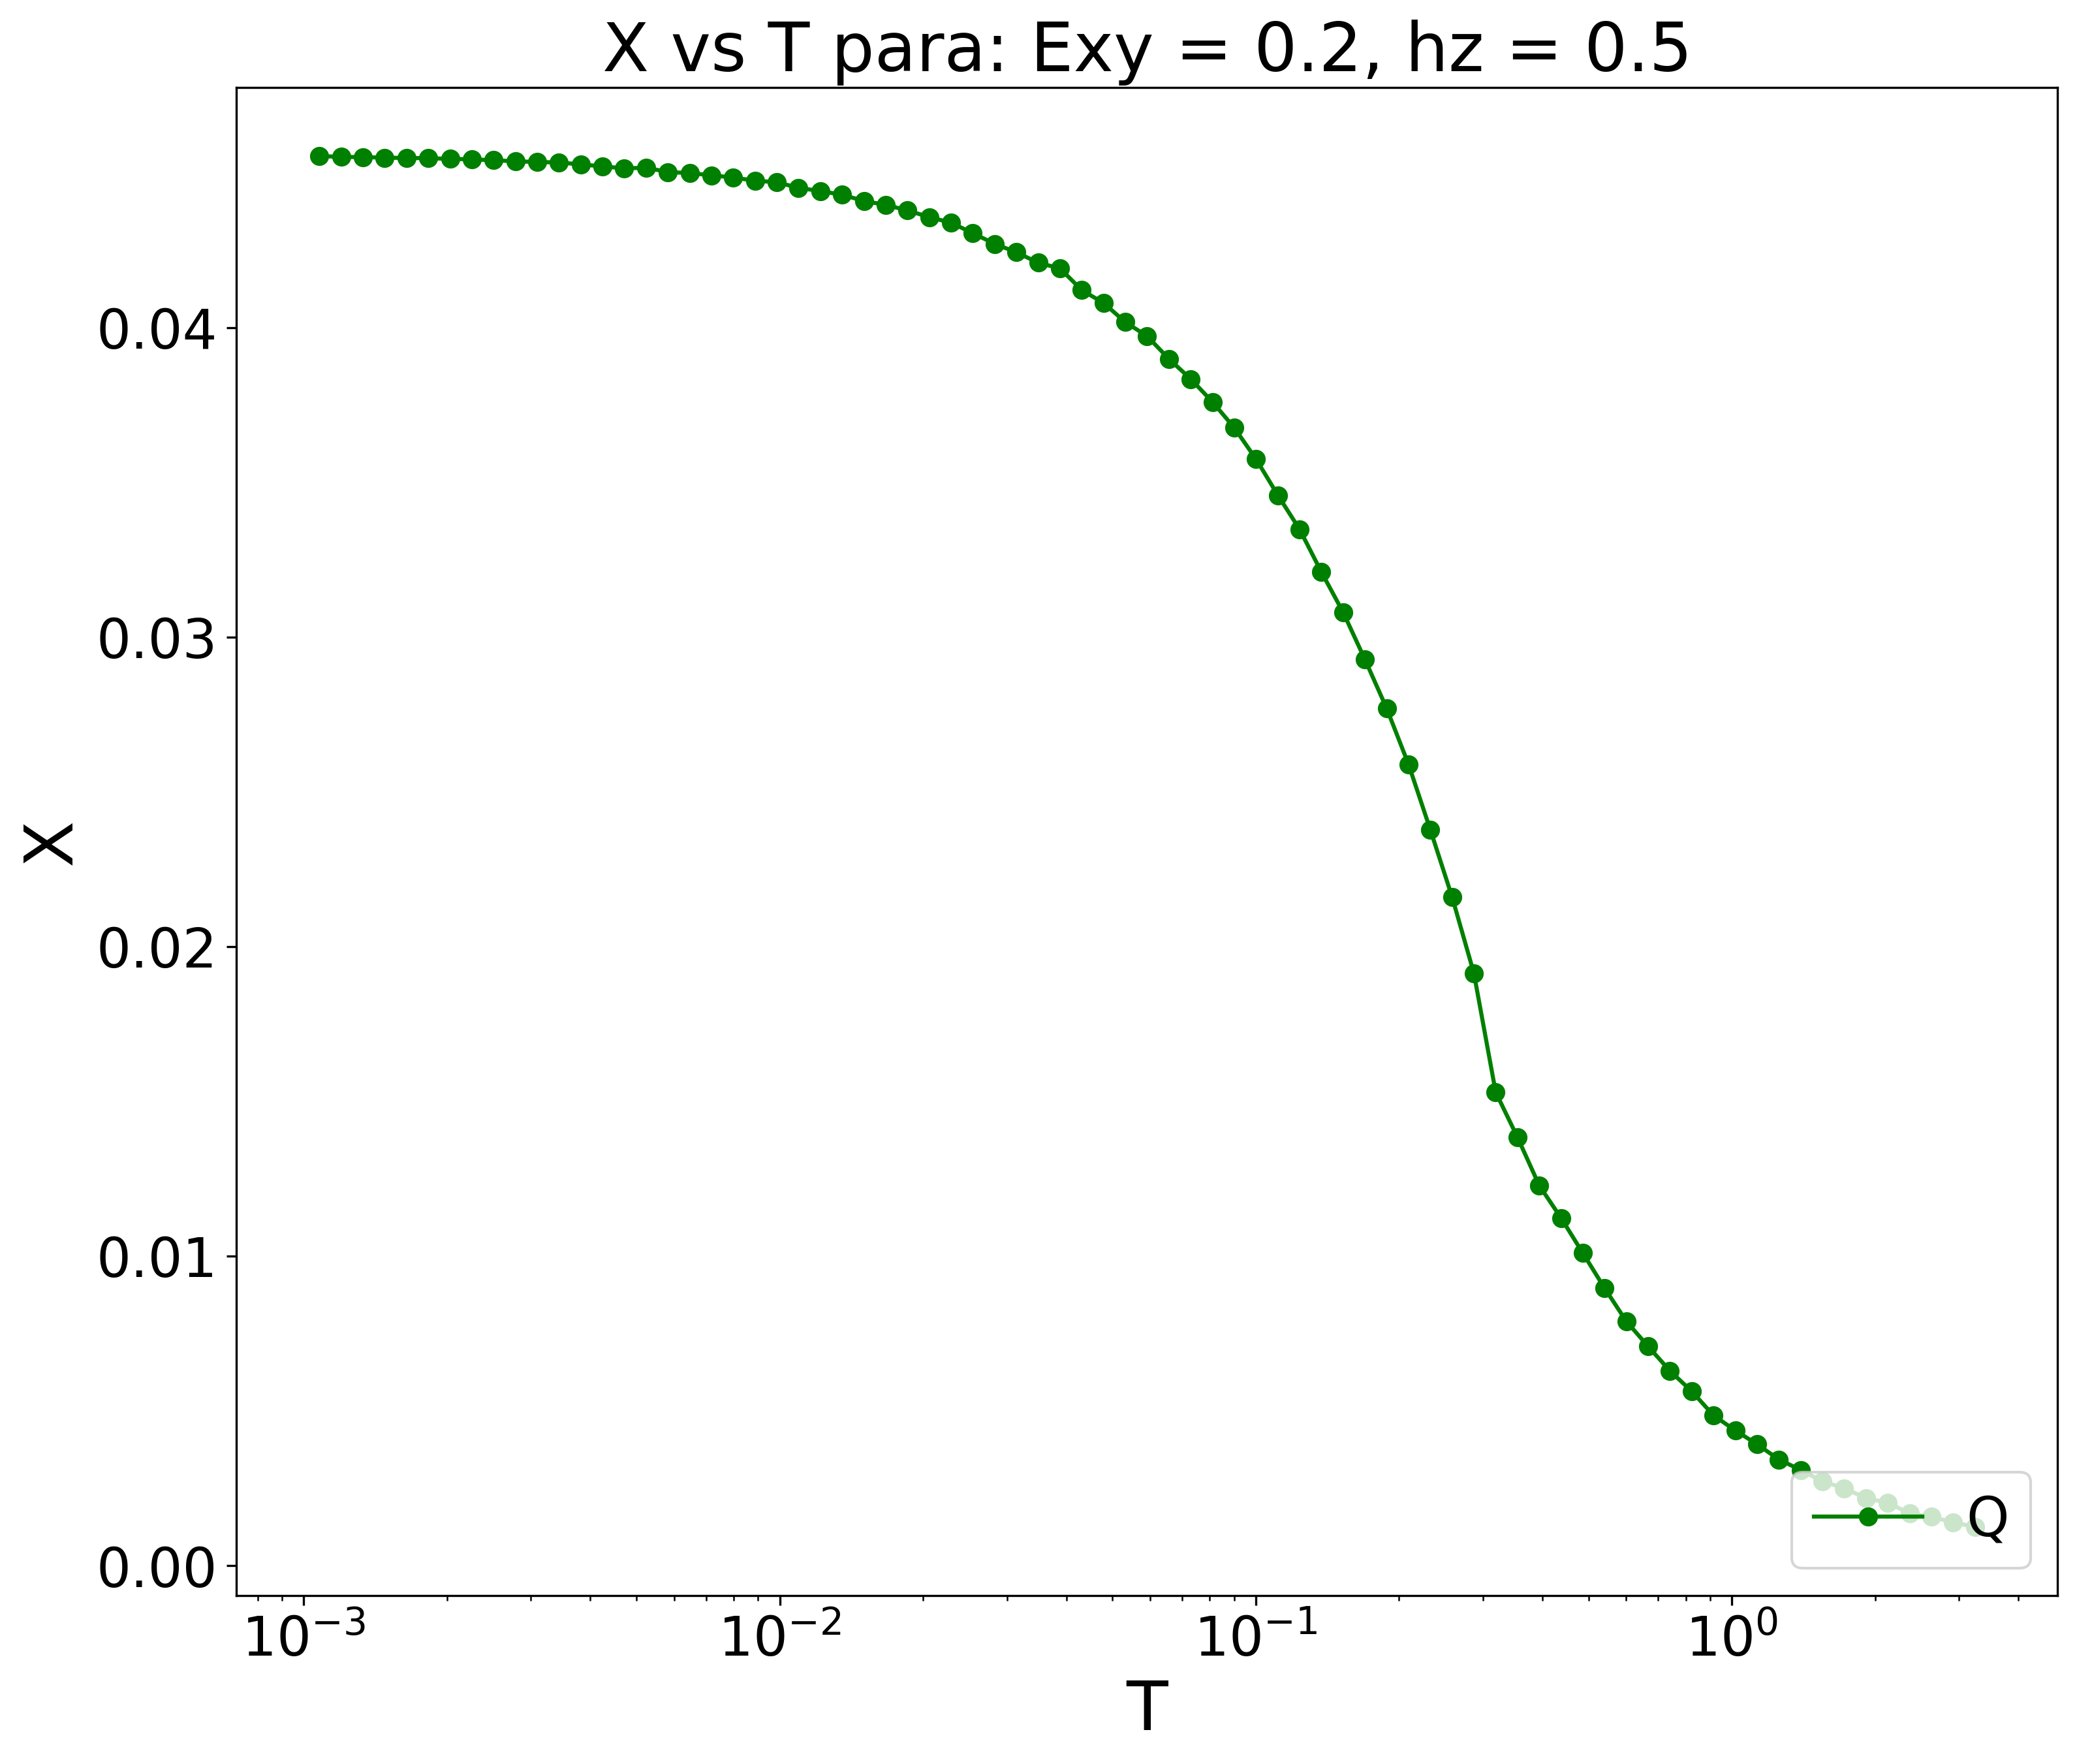 X vs T para: Exy = 0.2, hz = 0.5
X
0.04
0.03
0.02
0.01
0.00
10⁻³ 10⁻² 10⁻¹ 10⁰
T
Q